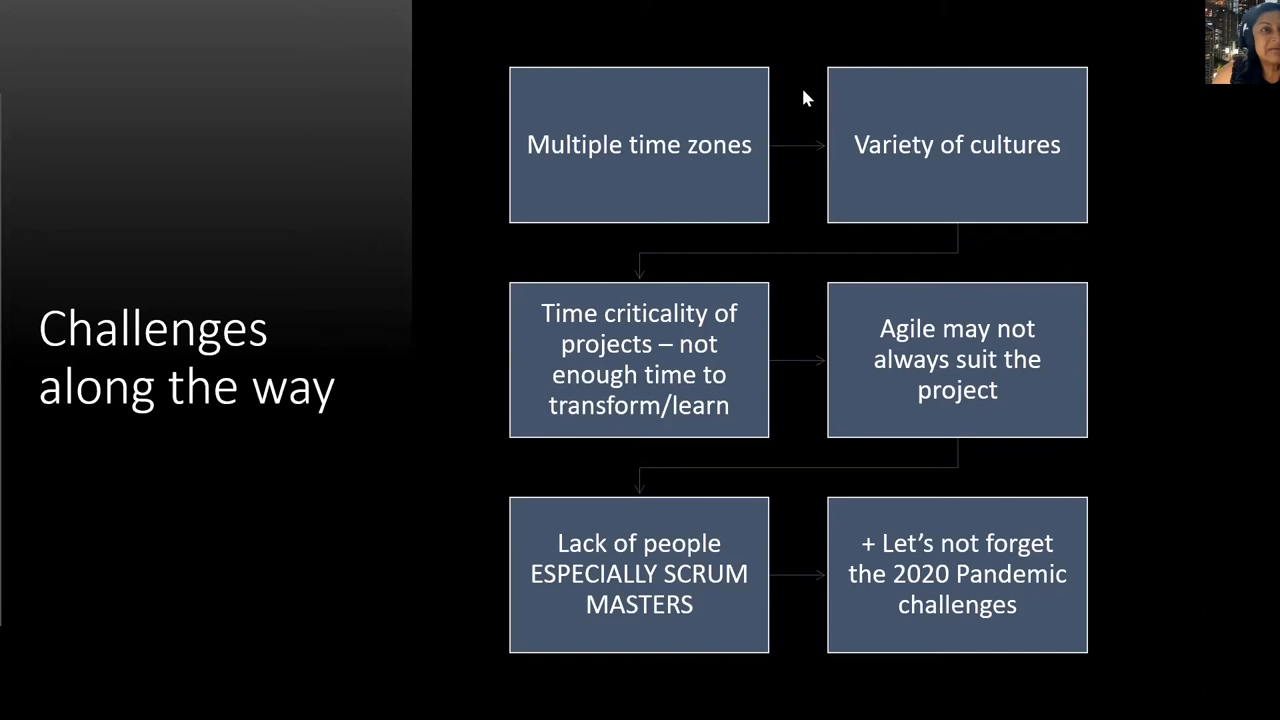 Challenges
along the way
Multiple time zones
Variety of cultures
Time criticality of
projects – not
enough time to
transform/learn
Agile may not
always suit the
project
Lack of people
ESPECIALLY SCRUM
MASTERS
+ Let’s not forget
the 2020 Pandemic
challenges